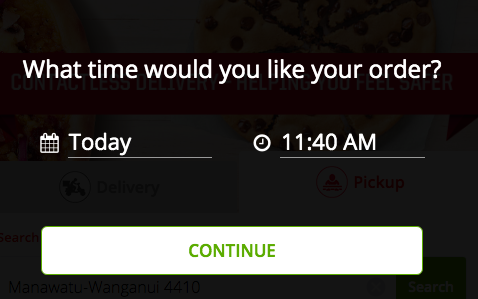 What time would you like your order?
CONTACTLESS DELIVERY HELPING YOU FEEL SAFER
Today 11:40 AM
Delivery Pickup
Search
CONTINUE
Manawatu-Wanganui 4410 Search